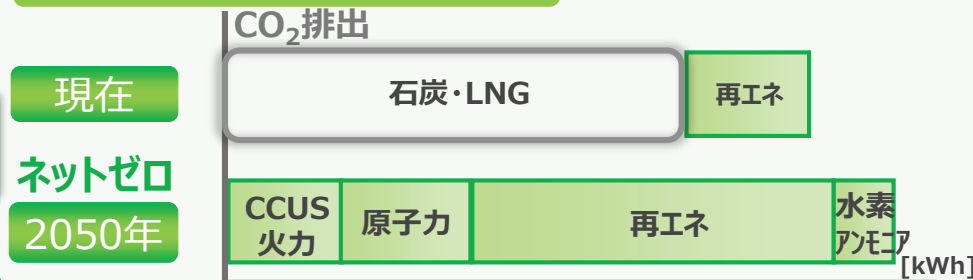 CO₂排出
現在
石炭・LNG
再エネ
ネットゼロ
2050年
CCUS
火力
原子力
再エネ
水素
アンモニア
[kWh]